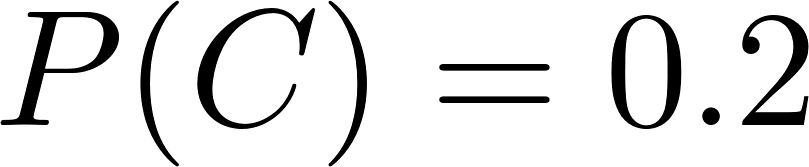 P(C) = 0.2